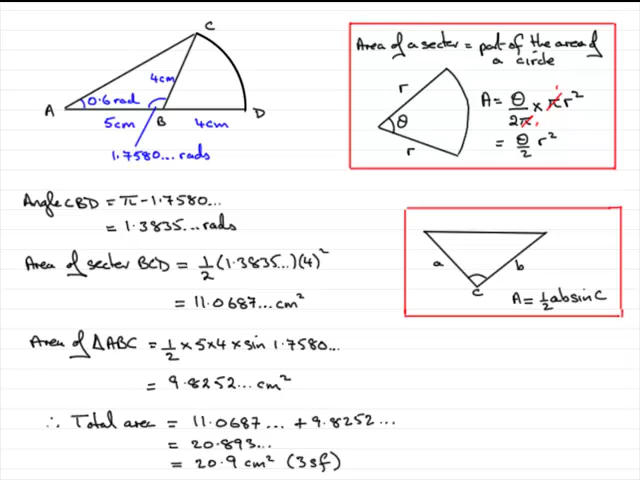 C
4cm
A
0.6 rad
5cm
B
4cm
D
1.7580... rads
Area of a sector = part of the area of
a circle
r
θ
r
A = θ/2π × πr²
= θ/2 r²
Angle CBD = π - 1.7580...
= 1.3835... rads
Area of sector BCD = 1/2 (1.3835...)(4)²
= 11.0687... cm²
a
b
C
A = ½absinC
Area of ΔABC = 1/2 × 5 × 4 × sin 1.7580...
= 9.8252... cm²
∴ Total area = 11.0687... + 9.8252...
= 20.893...
= 20.9 cm² (3sf)